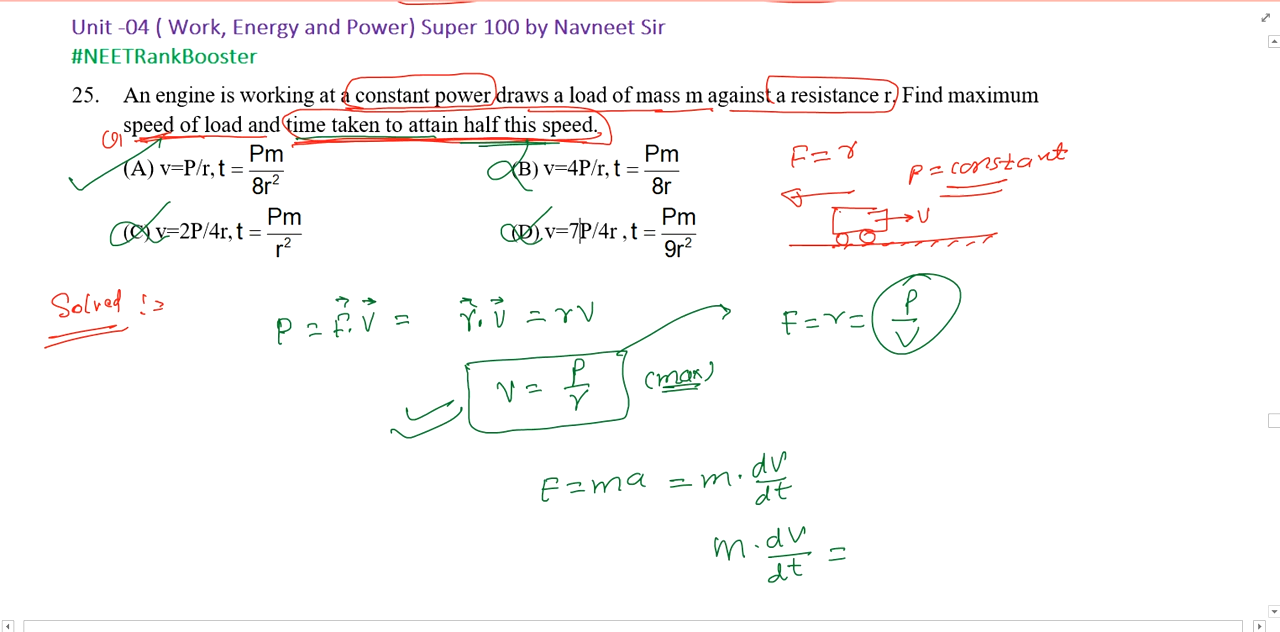 Unit -04 ( Work, Energy and Power) Super 100 by Navneet Sir
#NEETRankBooster
25. An engine is working at a constant power draws a load of mass m against a resistance r. Find maximum
speed of load and time taken to attain half this speed.
(A) v=P/r, t = Pm/8r²
(B) v=4P/r, t = Pm/8r
(C) v=2P/4r, t = Pm/r²
(D) v=7P/4r , t = Pm/9r²
F = r
P = constant
V
Solved :-
P = F⃗. V⃗ = r⃗. V⃗ = rV
F = r = P/V
V = P/r (max)
F = ma = m. dv/dt
m. dv/dt =